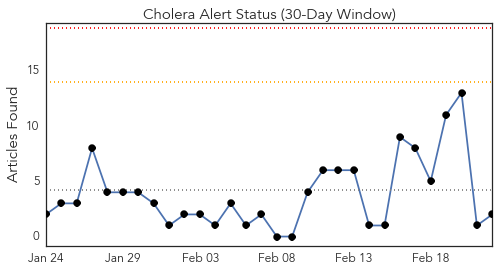 Cholera Alert Status (30-Day Window)
Articles Found
15
10
5
0
Jan 24 Jan 29 Feb 03 Feb 08 Feb 13 Feb 18